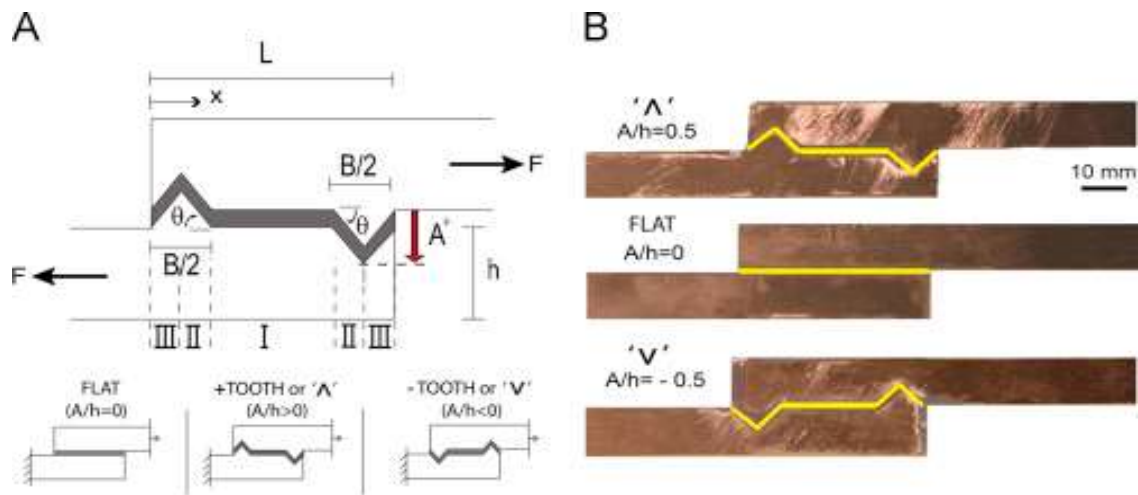 A
L
x
F
B/2
θ
θ
A⁺
B/2
h
F
III II I II III
FLAT
(A/h=0)
+TOOTH or '∧'
(A/h>0)
- TOOTH or '∨'
(A/h<0)
B
'∧'
A/h=0.5
10 mm
FLAT
A/h=0
'∨'
A/h= - 0.5